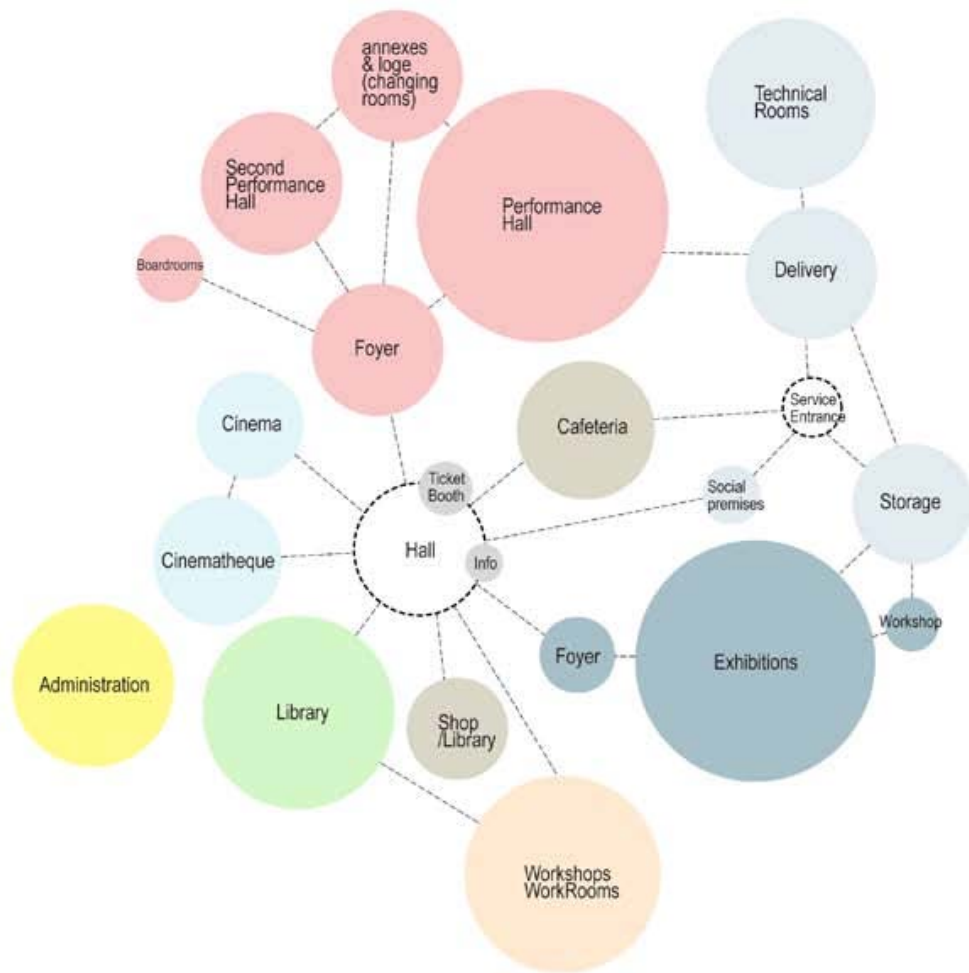 annexes
& loge
(changing
rooms)
Technical
Rooms
Second
Performance
Hall
Performance
Hall
Boardrooms
Delivery
Foyer
Service
Entrance
Cinema
Cafeteria
Ticket
Booth
Social
premises
Storage
Hall
Cinematheque
Info
Workshop
Foyer
Exhibitions
Administration
Library
Shop
/Library
Workshops
WorkRooms